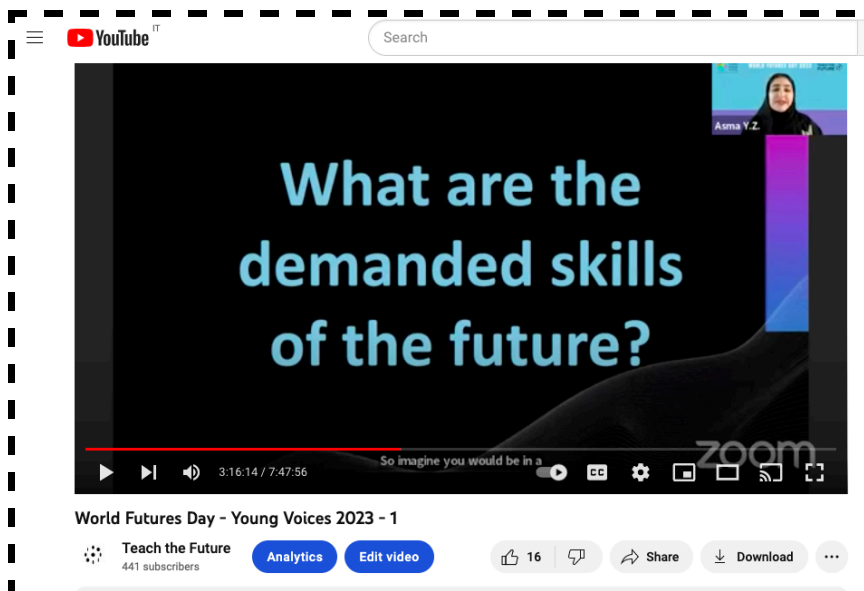 YouTube IT
Search
WORLD FUTURES DAY 2023
Asma Y.Z.
What are the
demanded skills
of the future?
So imagine you would be in a
zoom
3:16:14 / 7:47:56
CC
World Futures Day - Young Voices 2023 - 1
Teach the Future
441 subscribers
Analytics
Edit video
16
Share
Download